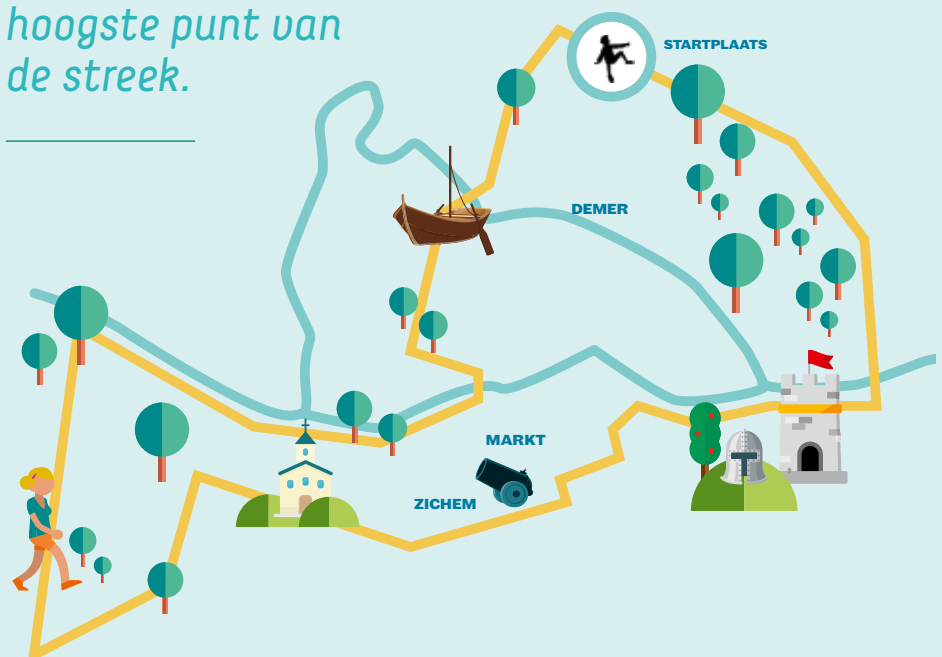 hoogste punt van
de streek.
STARTPLAATS
DEMER
MARKT
ZICHEM